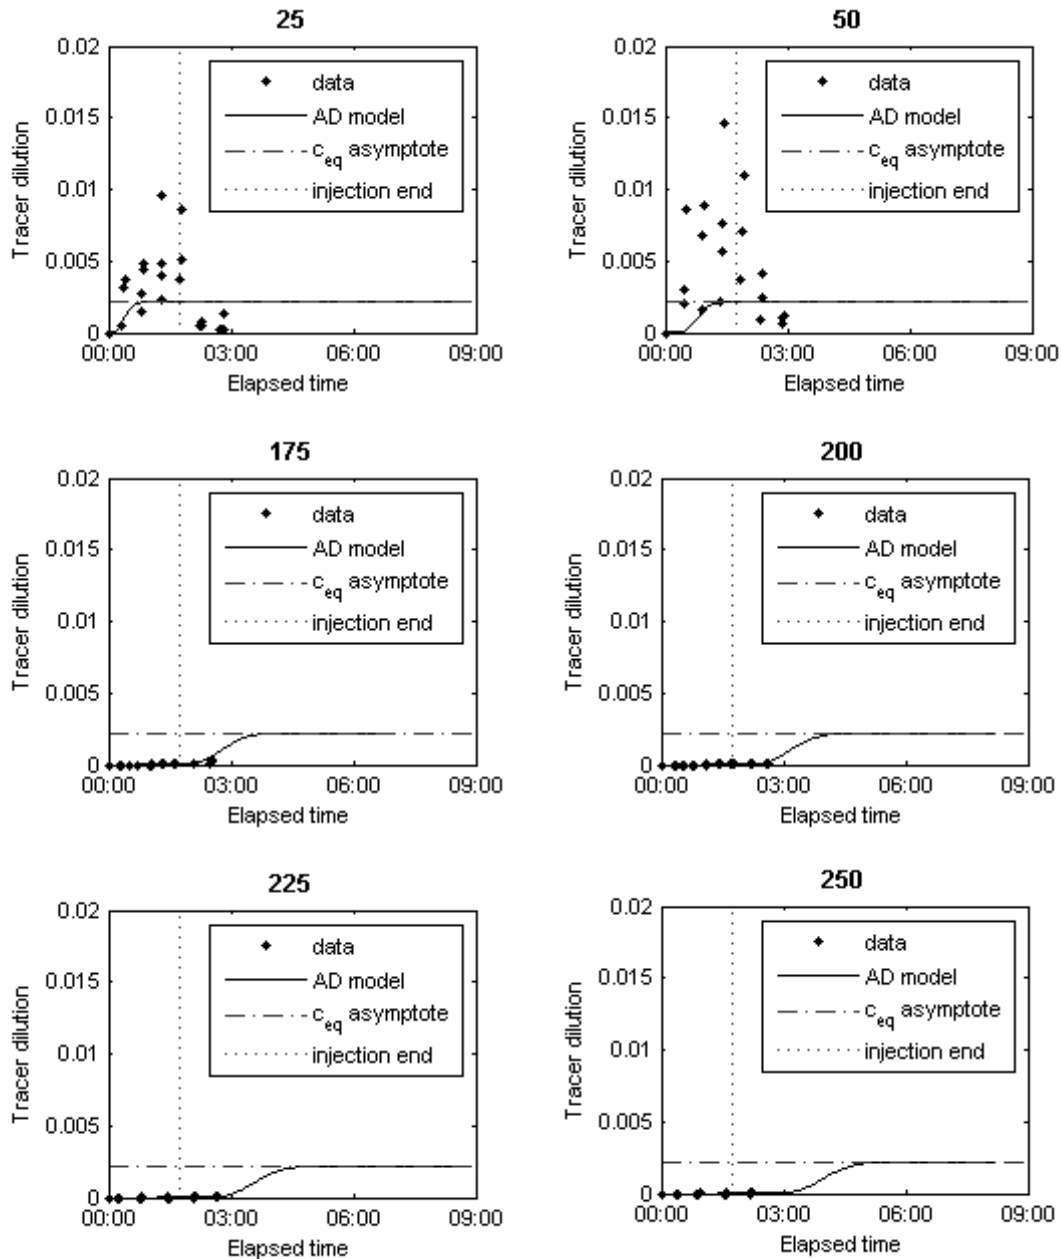 25
0.02
0.015
0.01
0.005
0
Tracer dilution
data
AD model
c_eq asymptote
injection end
00:00 03:00 06:00 09:00
Elapsed time
50
0.02
0.015
0.01
0.005
0
Tracer dilution
data
AD model
c_eq asymptote
injection end
00:00 03:00 06:00 09:00
Elapsed time
175
0.02
0.015
0.01
0.005
0
Tracer dilution
data
AD model
c_eq asymptote
injection end
00:00 03:00 06:00 09:00
Elapsed time
200
0.02
0.015
0.01
0.005
0
Tracer dilution
data
AD model
c_eq asymptote
injection end
00:00 03:00 06:00 09:00
Elapsed time
225
0.02
0.015
0.01
0.005
0
Tracer dilution
data
AD model
c_eq asymptote
injection end
00:00 03:00 06:00 09:00
Elapsed time
250
0.02
0.015
0.01
0.005
0
Tracer dilution
data
AD model
c_eq asymptote
injection end
00:00 03:00 06:00 09:00
Elapsed time